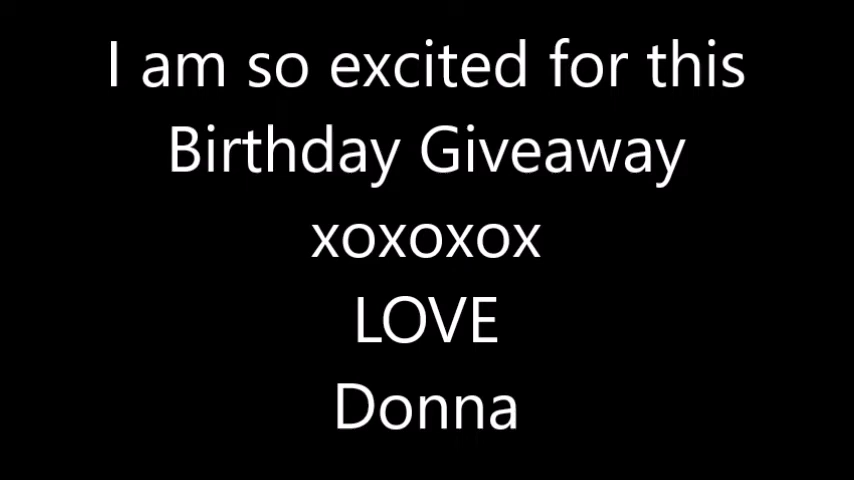 I am so excited for this
Birthday Giveaway
xoxoxox
LOVE
Donna